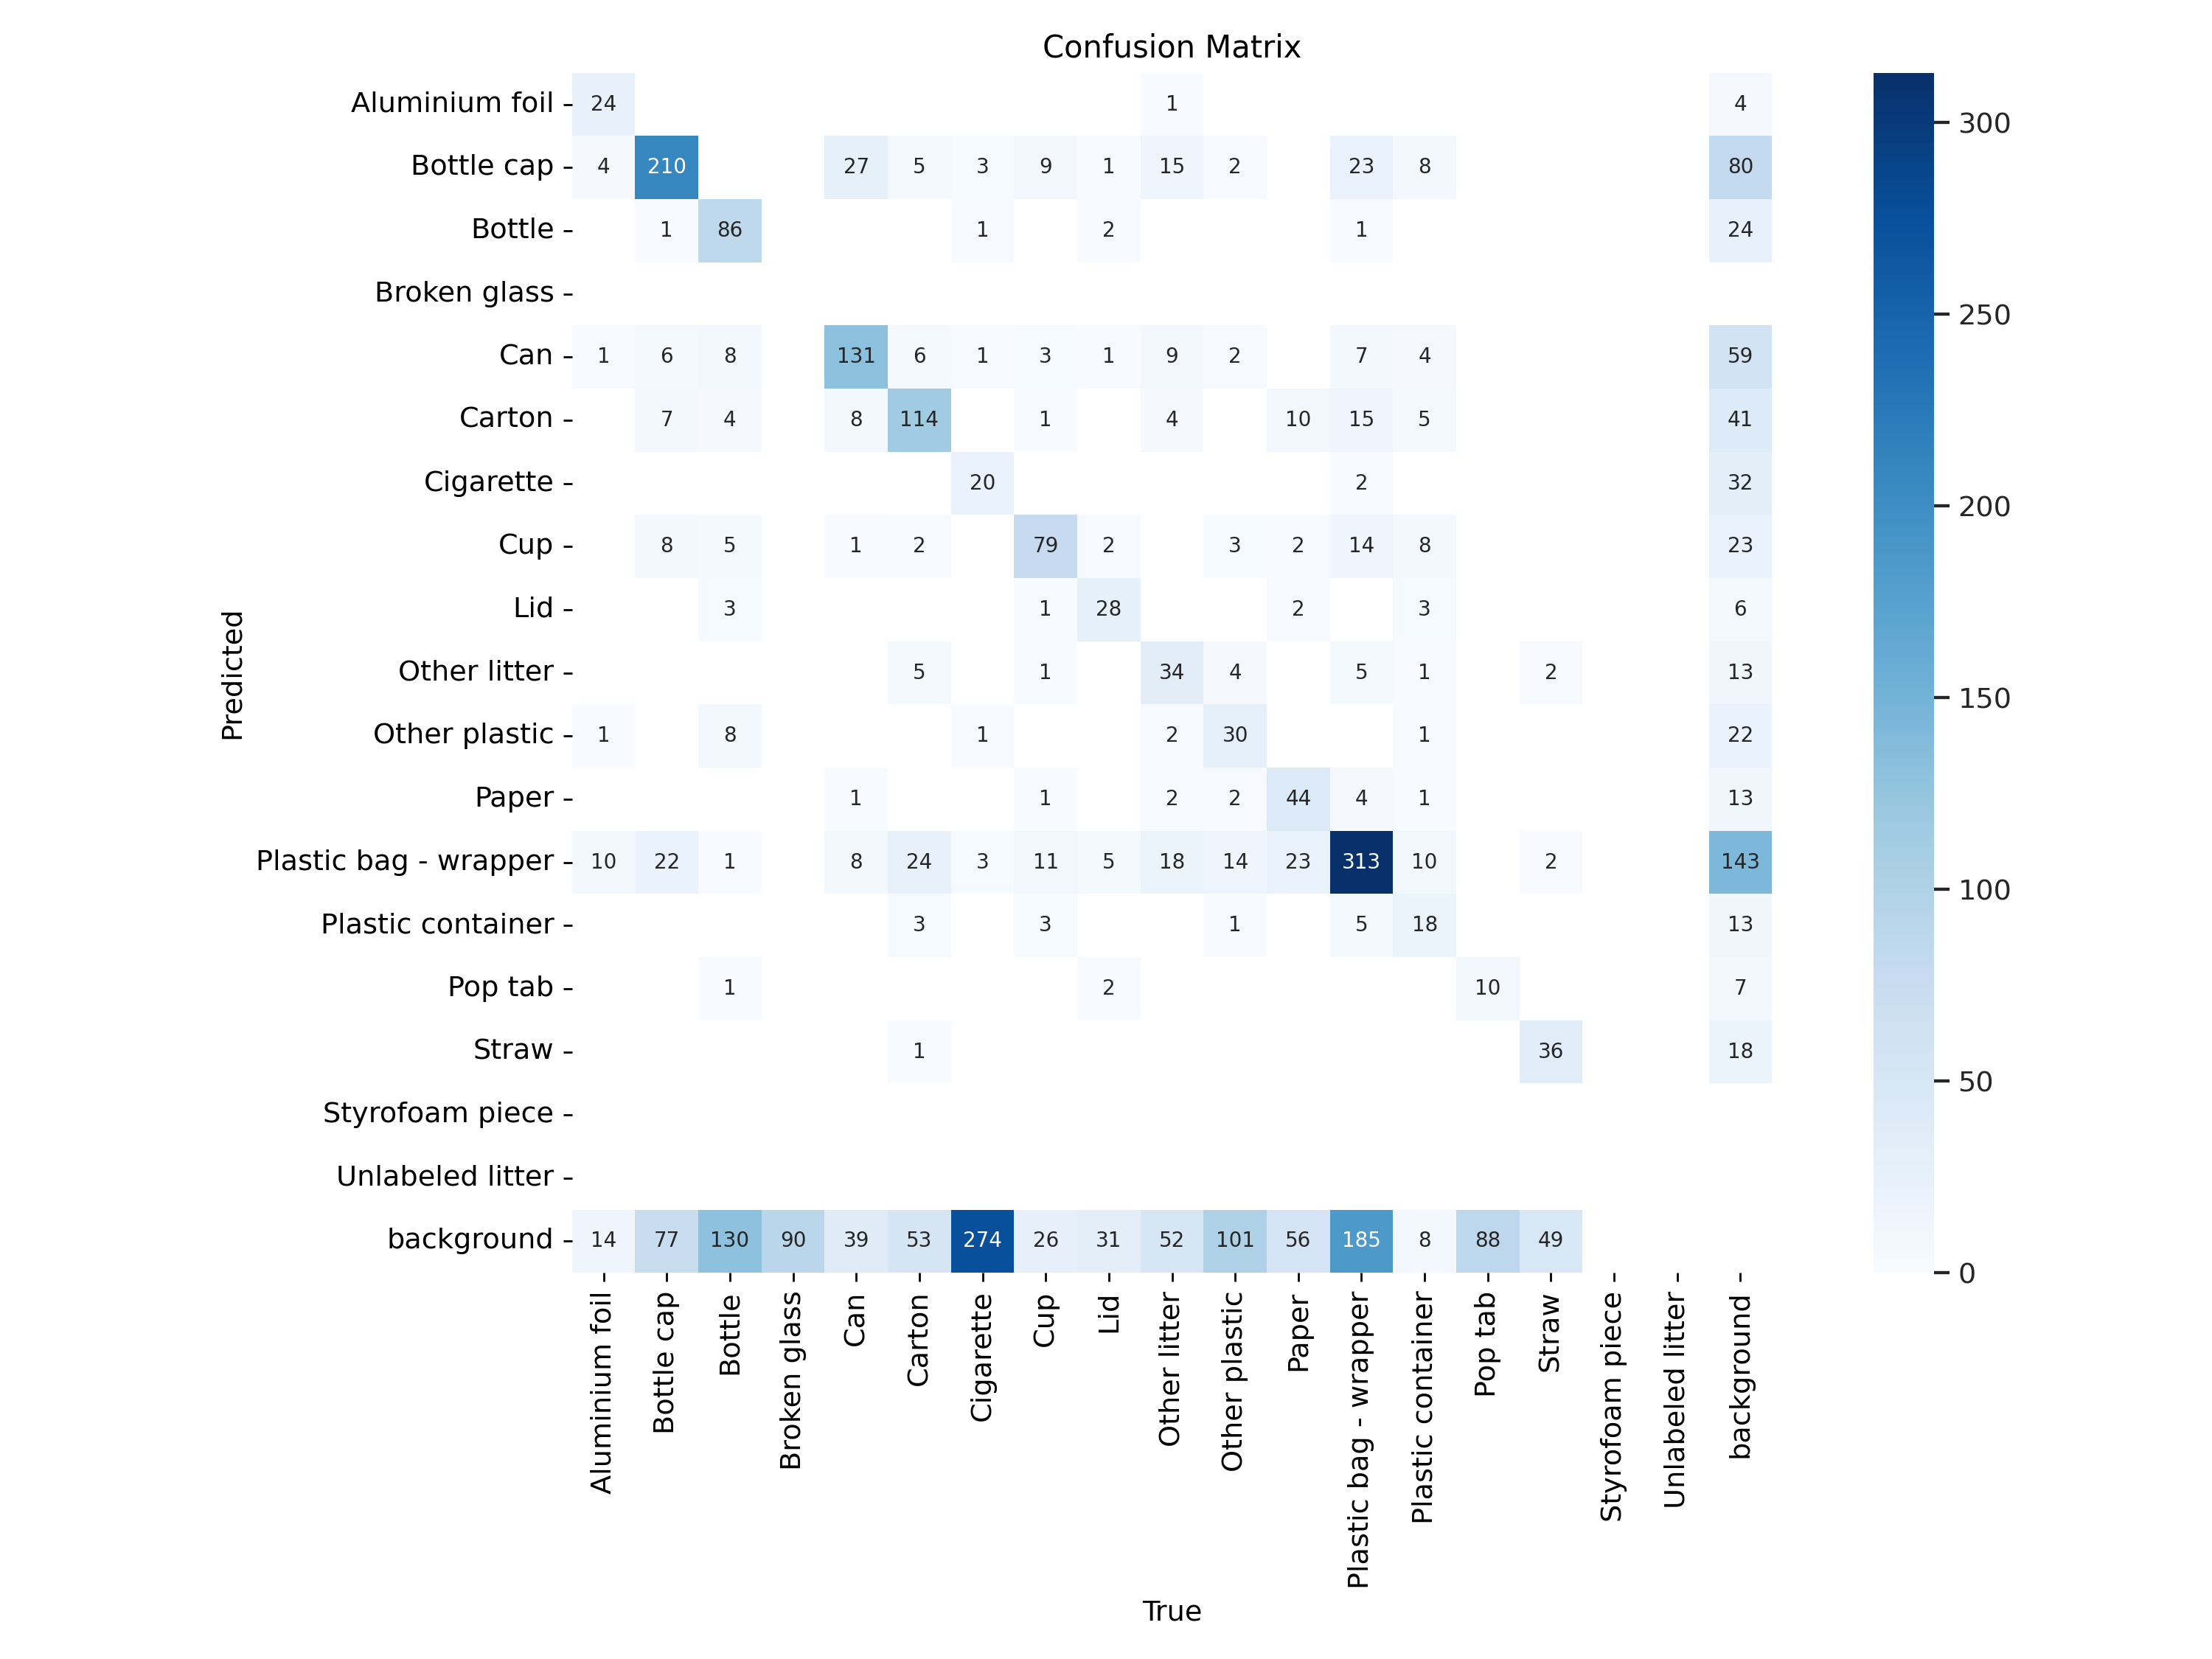 Confusion Matrix
Aluminium foil 24 1 4
Bottle cap 4 210 27 5 3 9 1 15 2 23 8 80
Bottle 1 86 1 2 1 24
Broken glass
Can 1 6 8 131 6 1 3 1 9 2 7 4 59
Carton 7 4 8 114 1 4 10 15 5 41
Cigarette 20 2 32
Cup 8 5 1 2 79 2 3 2 14 8 23
Lid 3 1 28 2 3 6
Other litter 5 1 34 4 5 1 2 13
Other plastic 1 8 1 2 30 1 22
Paper 1 1 2 2 44 4 1 13
Plastic bag - wrapper 10 22 1 8 24 3 11 5 18 14 23 313 10 2 143
Plastic container 3 3 1 5 18 13
Pop tab 1 2 10 7
Straw 1 36 18
Styrofoam piece
Unlabeled litter
background 14 77 130 90 39 53 274 26 31 52 101 56 185 8 88 49
Predicted
Aluminium foil
Bottle cap
Bottle
Broken glass
Can
Carton
Cigarette
Cup
Lid
Other litter
Other plastic
Paper
Plastic bag - wrapper
Plastic container
Pop tab
Straw
Styrofoam piece
Unlabeled litter
background
True
300
250
200
150
100
50
0